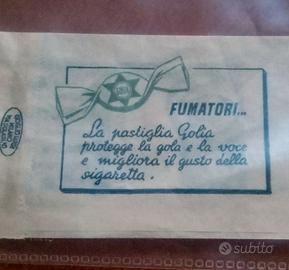 FUMATORI...
La pastiglia Golia
protegge la gola e la voce
e migliora il gusto della
sigaretta.
subito